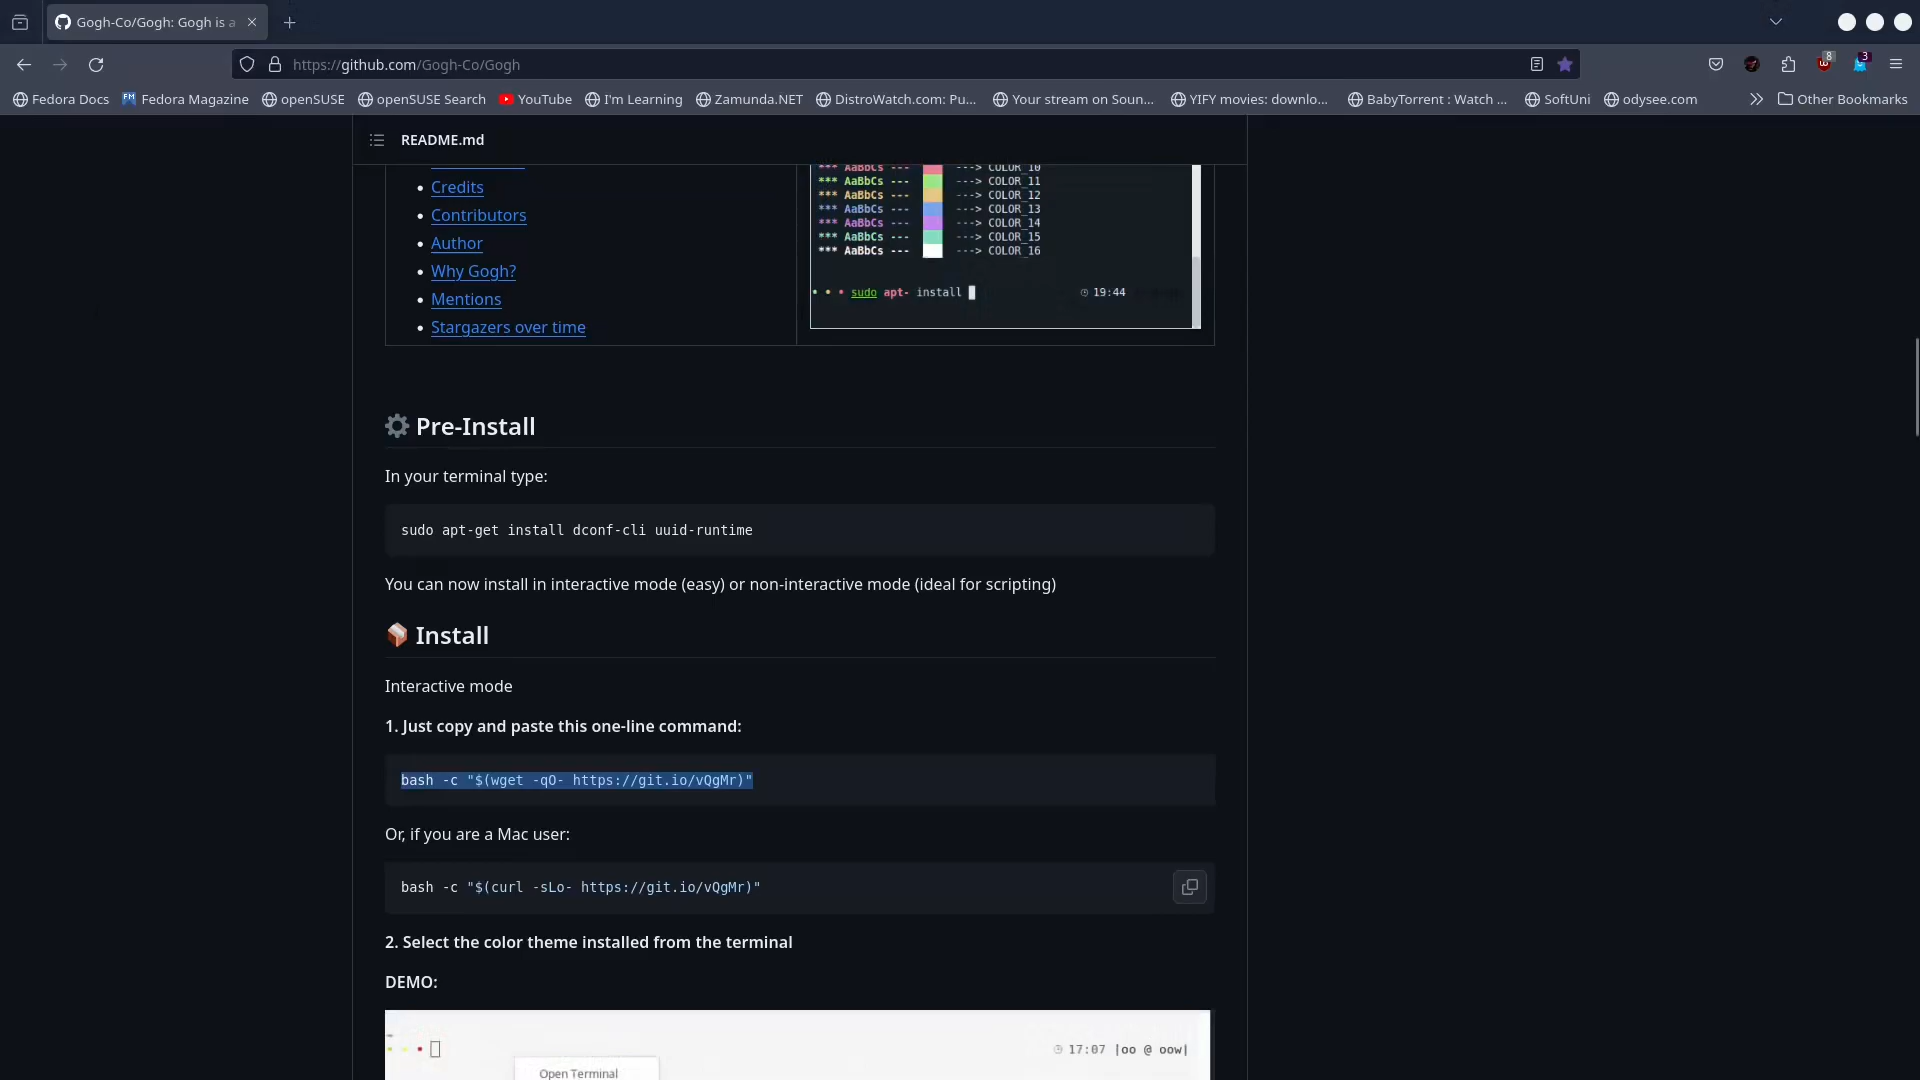 Gogh-Co/Gogh: Gogh is a
https://github.com/Gogh-Co/Gogh
8
3
Fedora Docs
Fedora Magazine
openSUSE
openSUSE Search
YouTube
I'm Learning
Zamunda.NET
DistroWatch.com: Pu...
Your stream on Soun...
YIFY movies: downlo...
BabyTorrent : Watch ...
SoftUni
odysee.com
Other Bookmarks
README.md
Credits
Contributors
Author
Why Gogh?
Mentions
Stargazers over time
*** AaBbCs --- ---> COLOR_10
*** AaBbCs --- ---> COLOR_11
*** AaBbCs --- ---> COLOR_12
*** AaBbCs --- ---> COLOR_13
*** AaBbCs --- ---> COLOR_14
*** AaBbCs --- ---> COLOR_15
*** AaBbCs --- ---> COLOR_16
sudo apt- install 19:44
Pre-Install
In your terminal type:
sudo apt-get install dconf-cli uuid-runtime
You can now install in interactive mode (easy) or non-interactive mode (ideal for scripting)
Install
Interactive mode
1. Just copy and paste this one-line command:
bash -c "$(wget -qO- https://git.io/vQgMr)"
Or, if you are a Mac user:
bash -c "$(curl -sLo- https://git.io/vQgMr)"
2. Select the color theme installed from the terminal
DEMO:
17:07 |oo @ oow|
Open Terminal